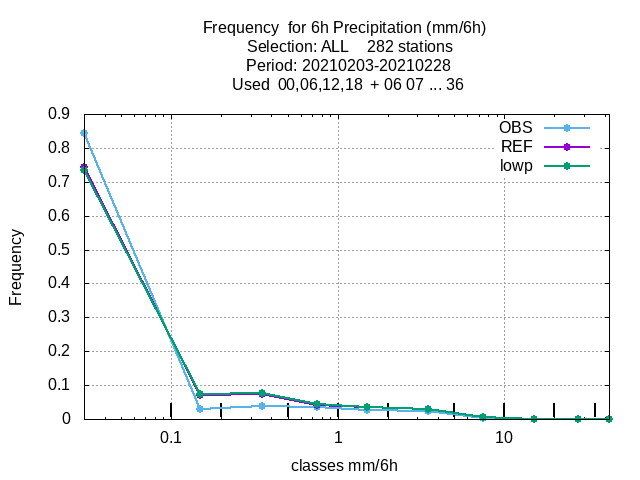 Frequency  for 6h Precipitation (mm/6h)
Selection: ALL    282 stations
Period: 20210203-20210228
Used  00,06,12,18  + 06 07 ... 36
OBS
REF
lowp
0.9
0.8
0.7
0.6
0.5
0.4
0.3
0.2
0.1
0
Frequency
0.1 1 10
classes mm/6h